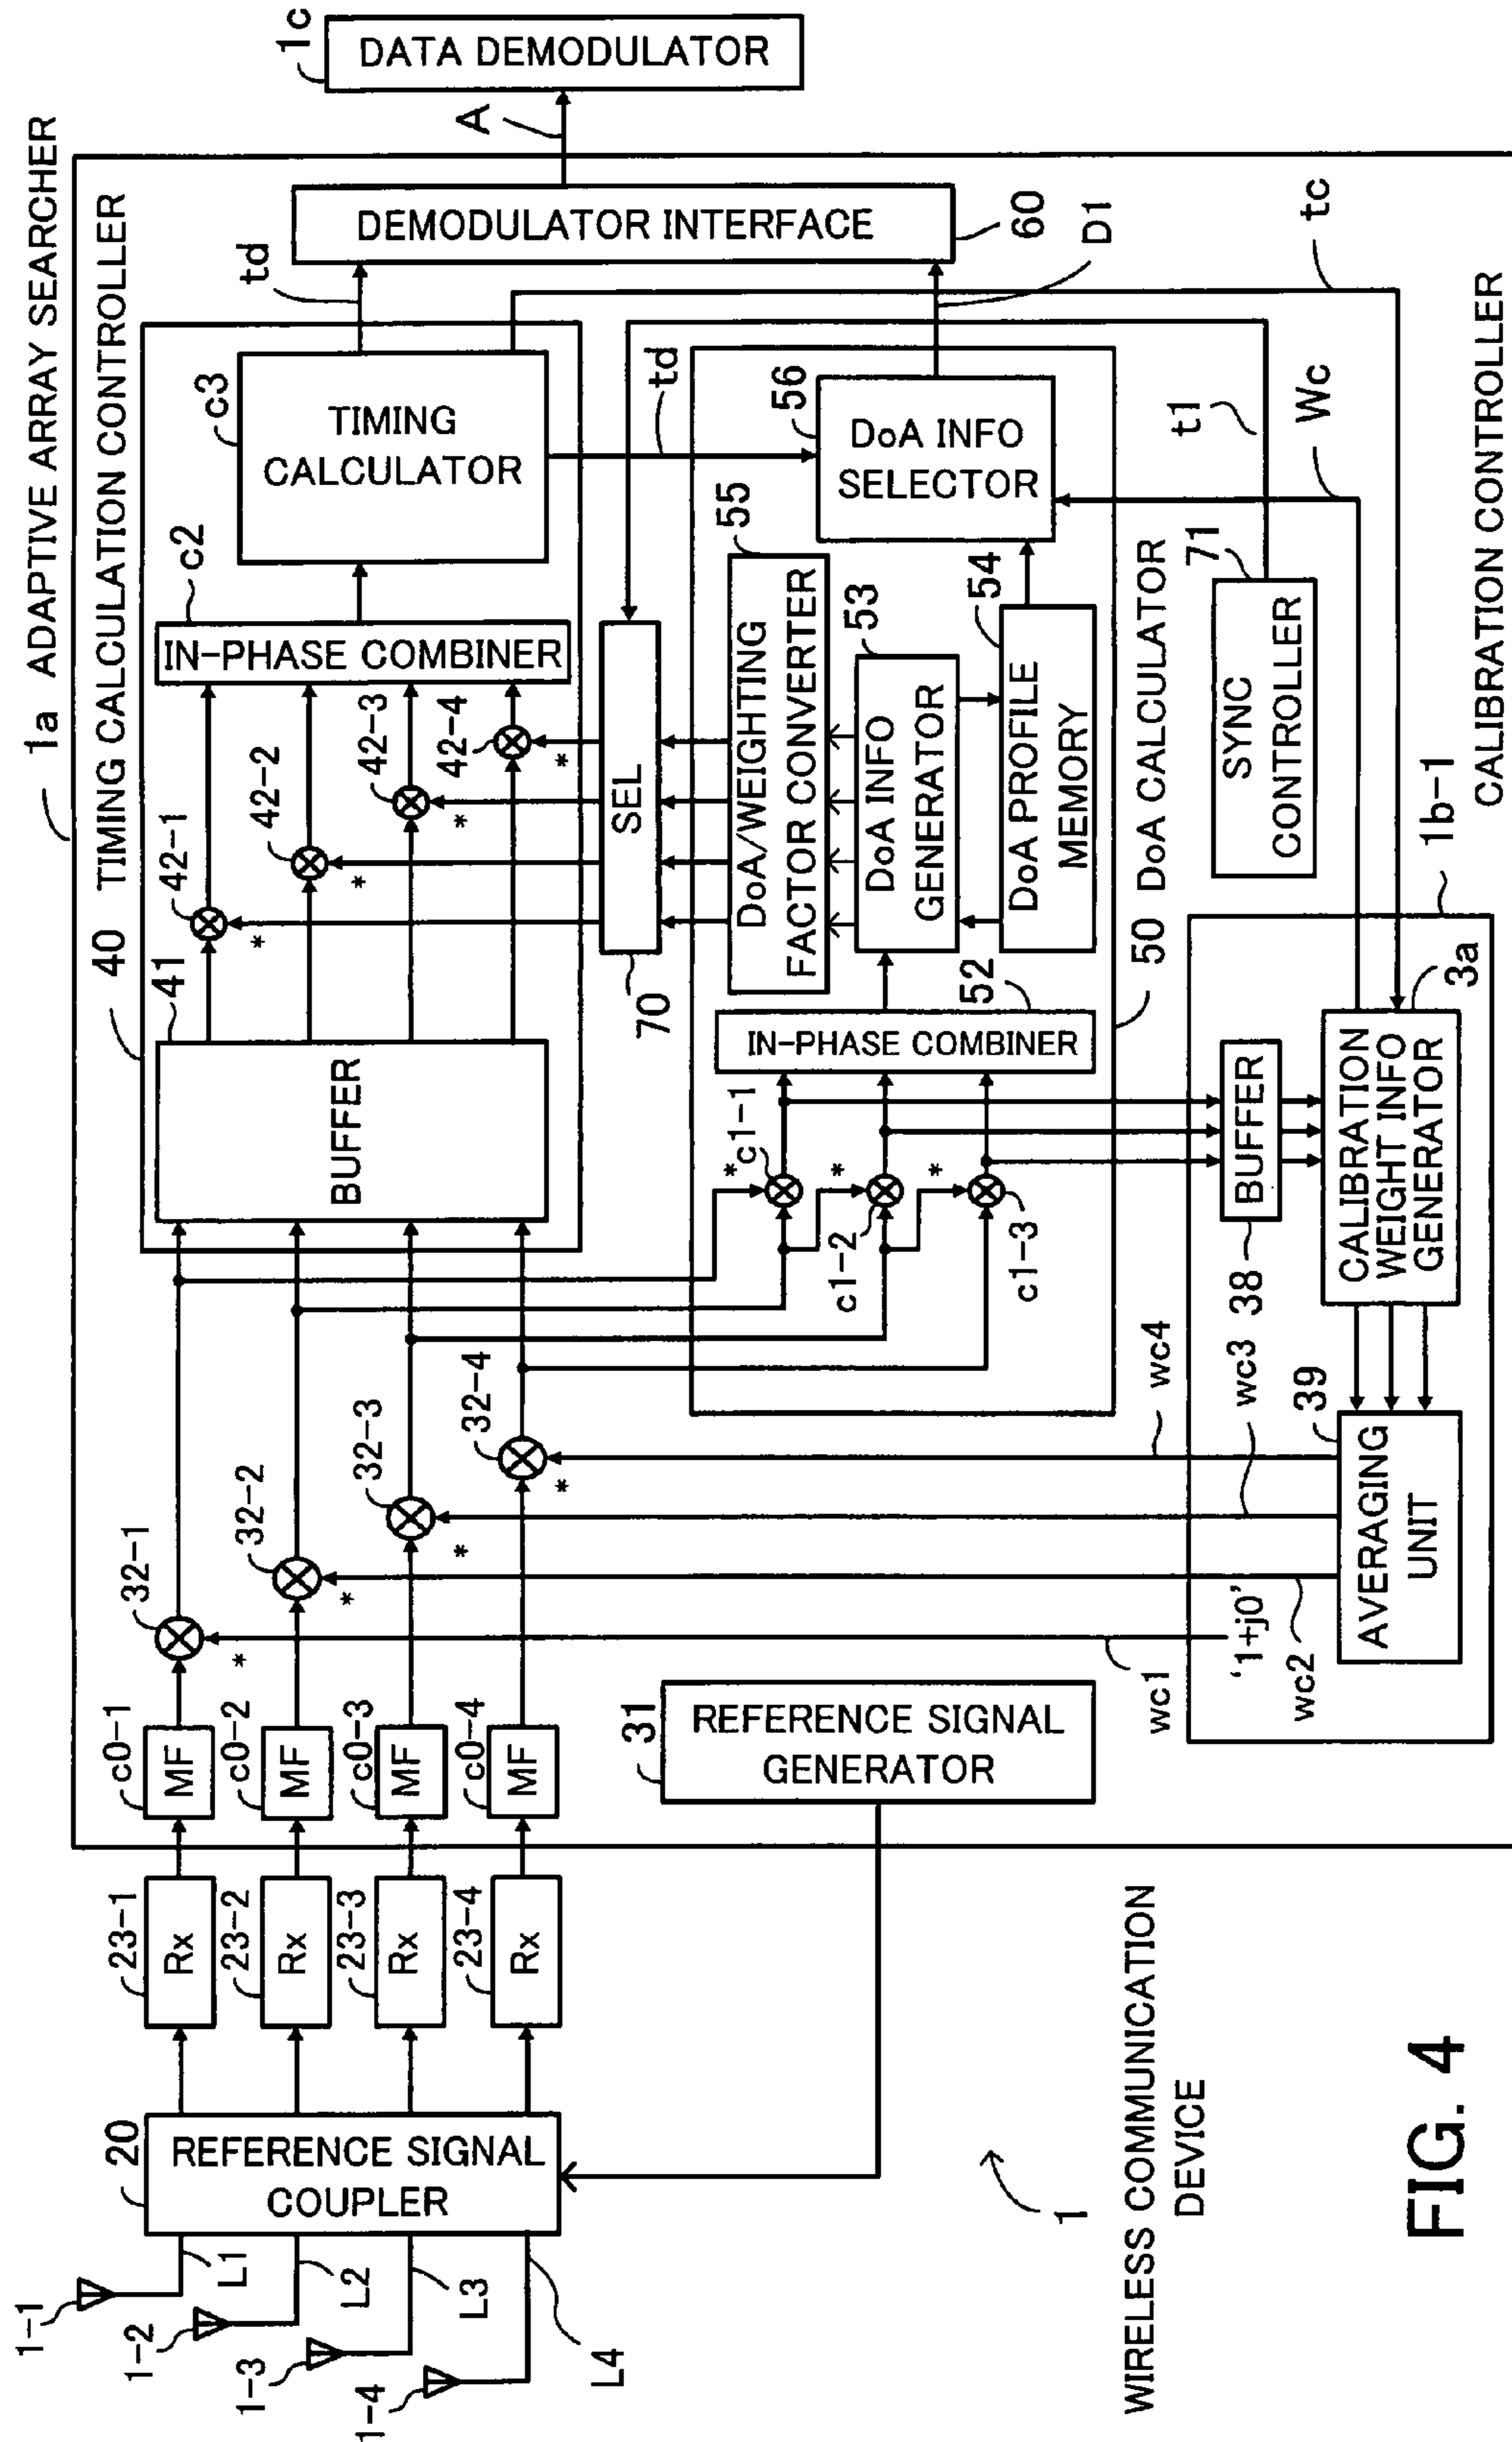 1a ADAPTIVE ARRAY SEARCHER
40 TIMING CALCULATION CONTROLLER
1-1
1-2
1-3
1-4
L1
L2
L3
L4
20
REFERENCE SIGNAL
COUPLER
23-1
Rx
23-2
Rx
23-3
Rx
23-4
Rx
c0-1
MF
c0-2
MF
c0-3
MF
c0-4
MF
32-1
*
32-2
*
32-3
*
32-4
*
41
BUFFER
42-1
*
42-2
*
42-3
*
42-4
*
c2
IN-PHASE COMBINER
c3
TIMING
CALCULATOR
td
td
DEMODULATOR INTERFACE
60
A
1c
DATA DEMODULATOR
31
REFERENCE SIGNAL
GENERATOR
70
SEL
*
c1-1
*
c1-2
*
c1-3
52
IN-PHASE COMBINER
55
DoA/WEIGHTING
FACTOR CONVERTER
53
DoA INFO
GENERATOR
54
DoA PROFILE
MEMORY
56
DoA INFO
SELECTOR
D1
50 DoA CALCULATOR
71
SYNC
CONTROLLER
t1
Wc
tc
wc1
'1+j0'
wc2
wc3
wc4
39
AVERAGING
UNIT
38
BUFFER
3a
CALIBRATION
WEIGHT INFO
GENERATOR
1b-1
CALIBRATION CONTROLLER
1
WIRELESS COMMUNICATION
DEVICE
FIG. 4